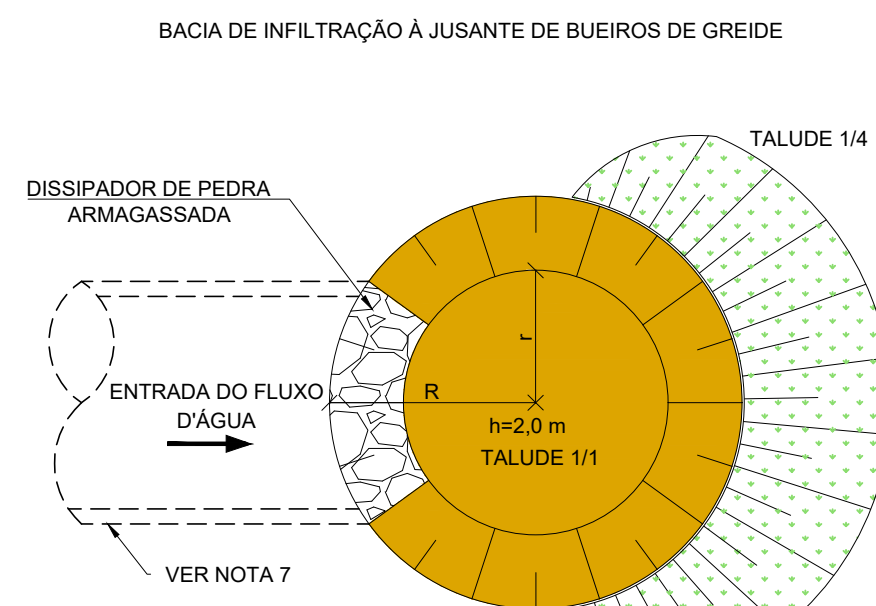 BACIA DE INFILTRAÇÃO À JUSANTE DE BUEIROS DE GREIDE
TALUDE 1/4
DISSIPADOR DE PEDRA
ARMAGASSADA
r
ENTRADA DO FLUXO
D'ÁGUA
R
h=2,0 m
TALUDE 1/1
VER NOTA 7